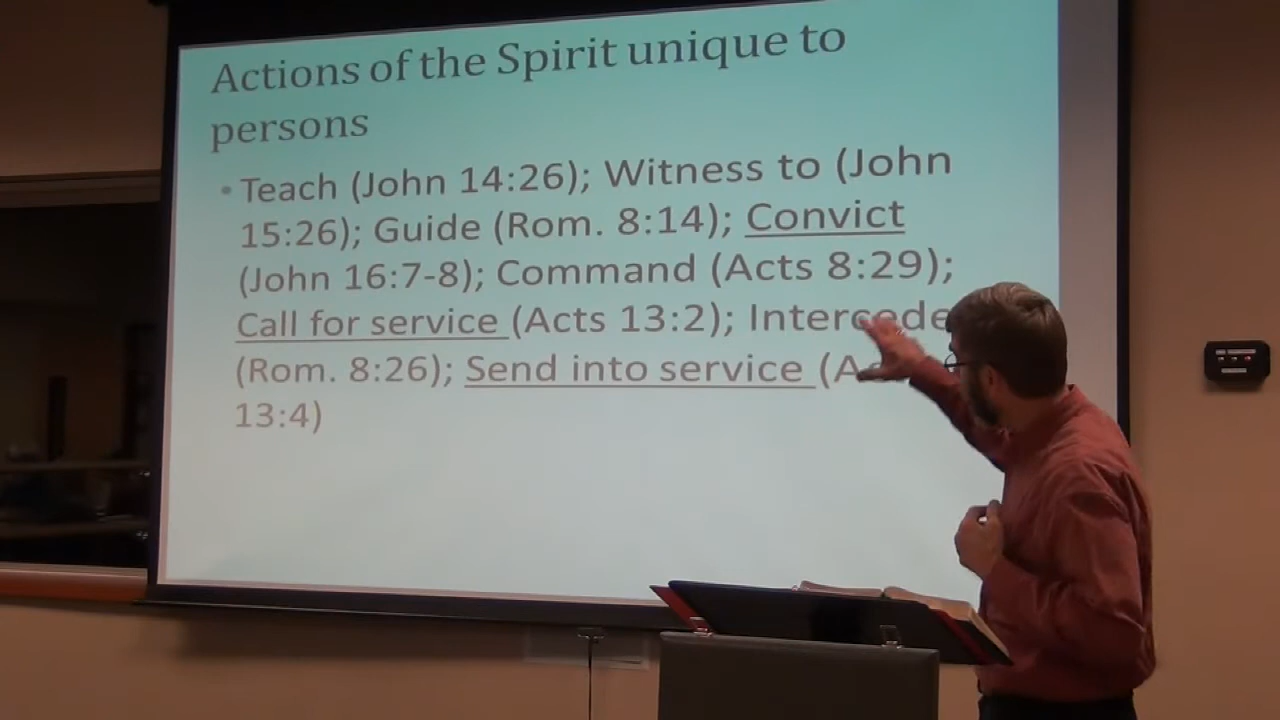 Actions of the Spirit unique to
persons
• Teach (John 14:26); Witness to (John
15:26); Guide (Rom. 8:14); Convict
(John 16:7-8); Command (Acts 8:29);
Call for service (Acts 13:2); Intercede
(Rom. 8:26); Send into service (
13:4)